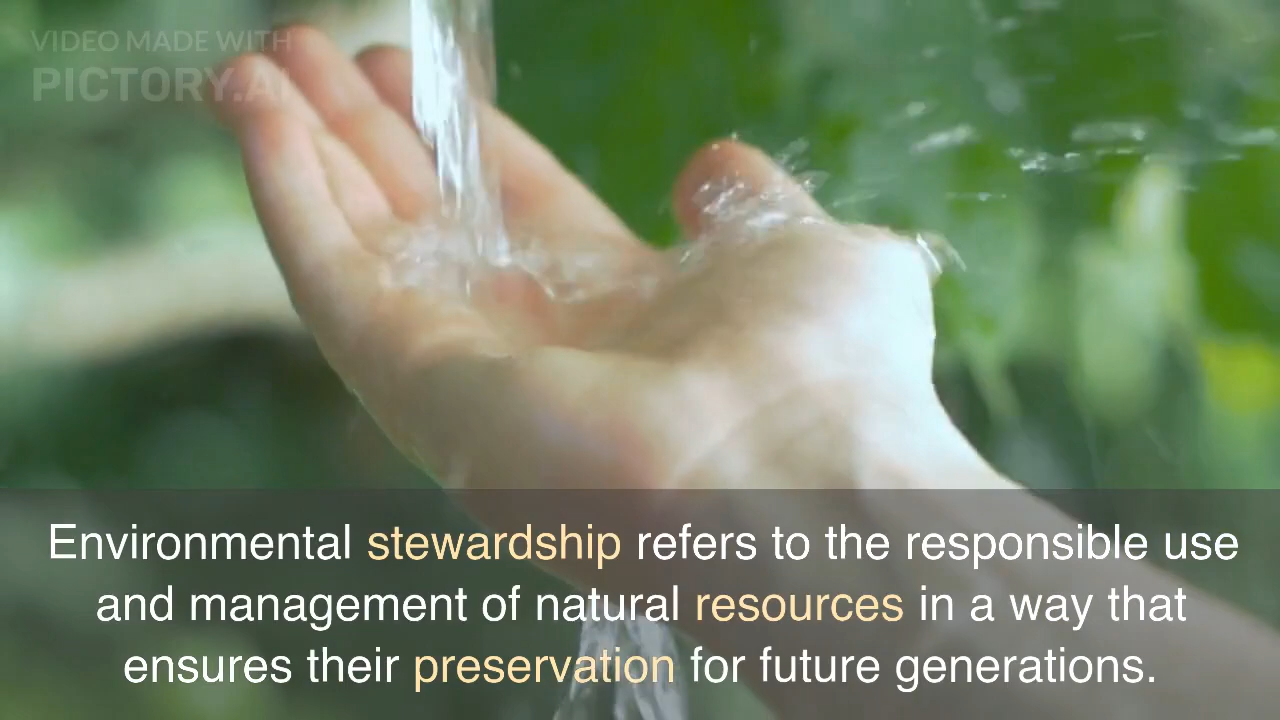 VIDEO MADE WITH
PICTORY.AI
Environmental stewardship refers to the responsible use
and management of natural resources in a way that
ensures their preservation for future generations.